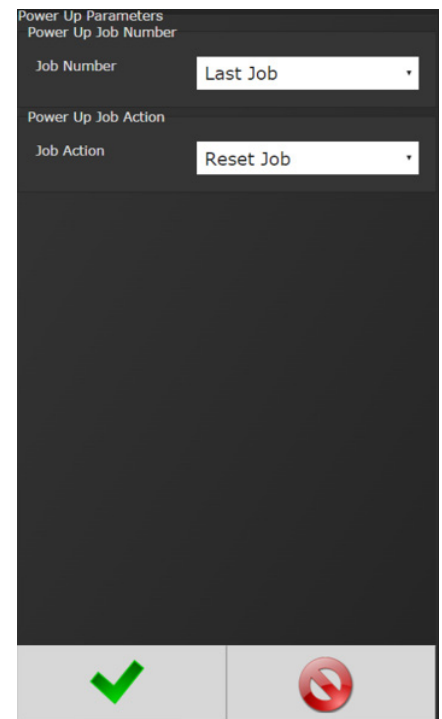 Power Up Parameters
Power Up Job Number
Job Number
Last Job
Power Up Job Action
Job Action
Reset Job